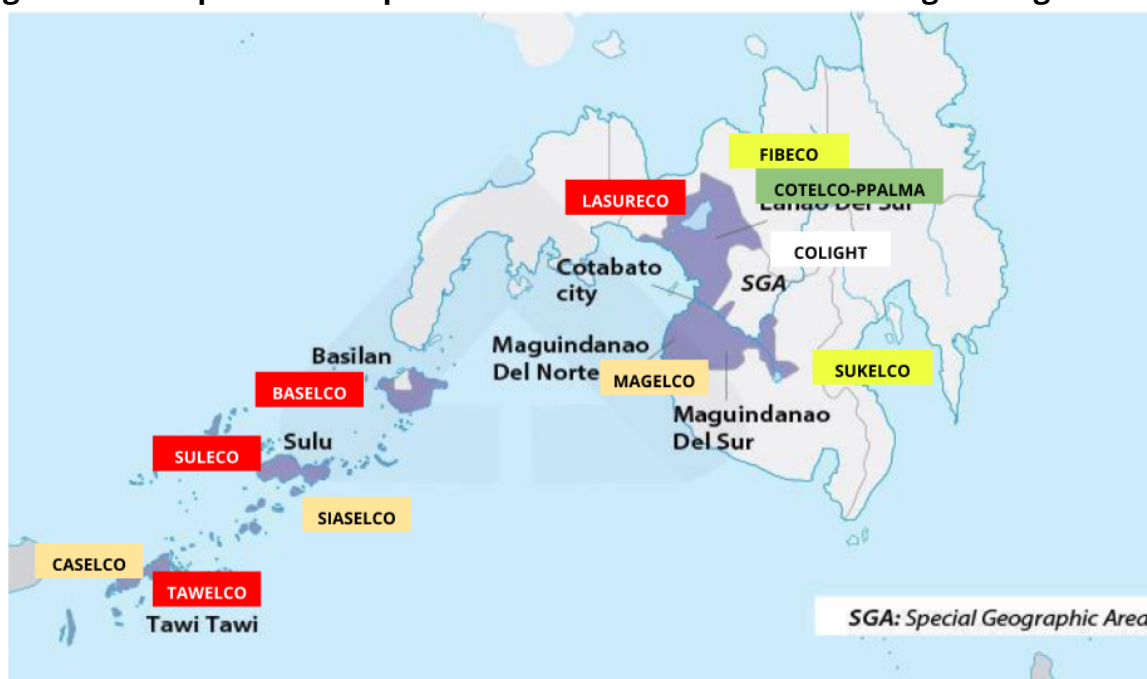 FIBECO
COTELCO-PPALMA
LASURECO
COLIGHT
Cotabato
city
SGA
Basilan
Maguindanao
Del Norte
MAGELCO
SUKELCO
BASELCO
Maguindanao
Del Sur
Sulu
SULECO
SIASELCO
CASELCO
TAWELCO
Tawi Tawi
SGA: Special Geographic Area